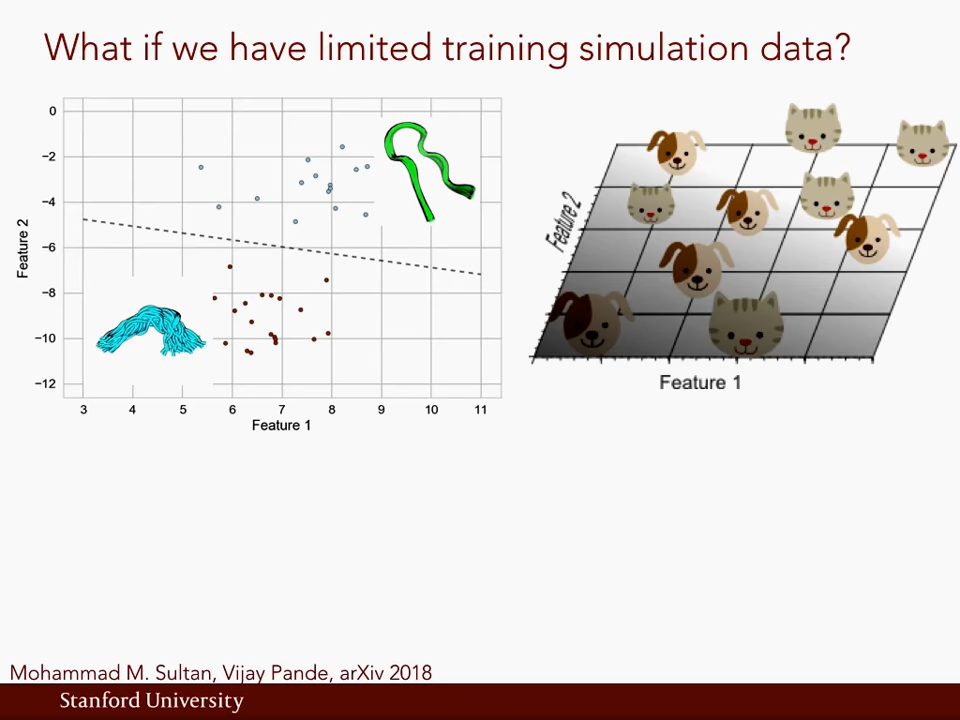 What if we have limited training simulation data?
0
−2
−4
−6
−8
−10
−12
Feature 2
3 4 5 6 7 8 9 10 11
Feature 1
Feature 2
Feature 1
Mohammad M. Sultan, Vijay Pande, arXiv 2018
Stanford University